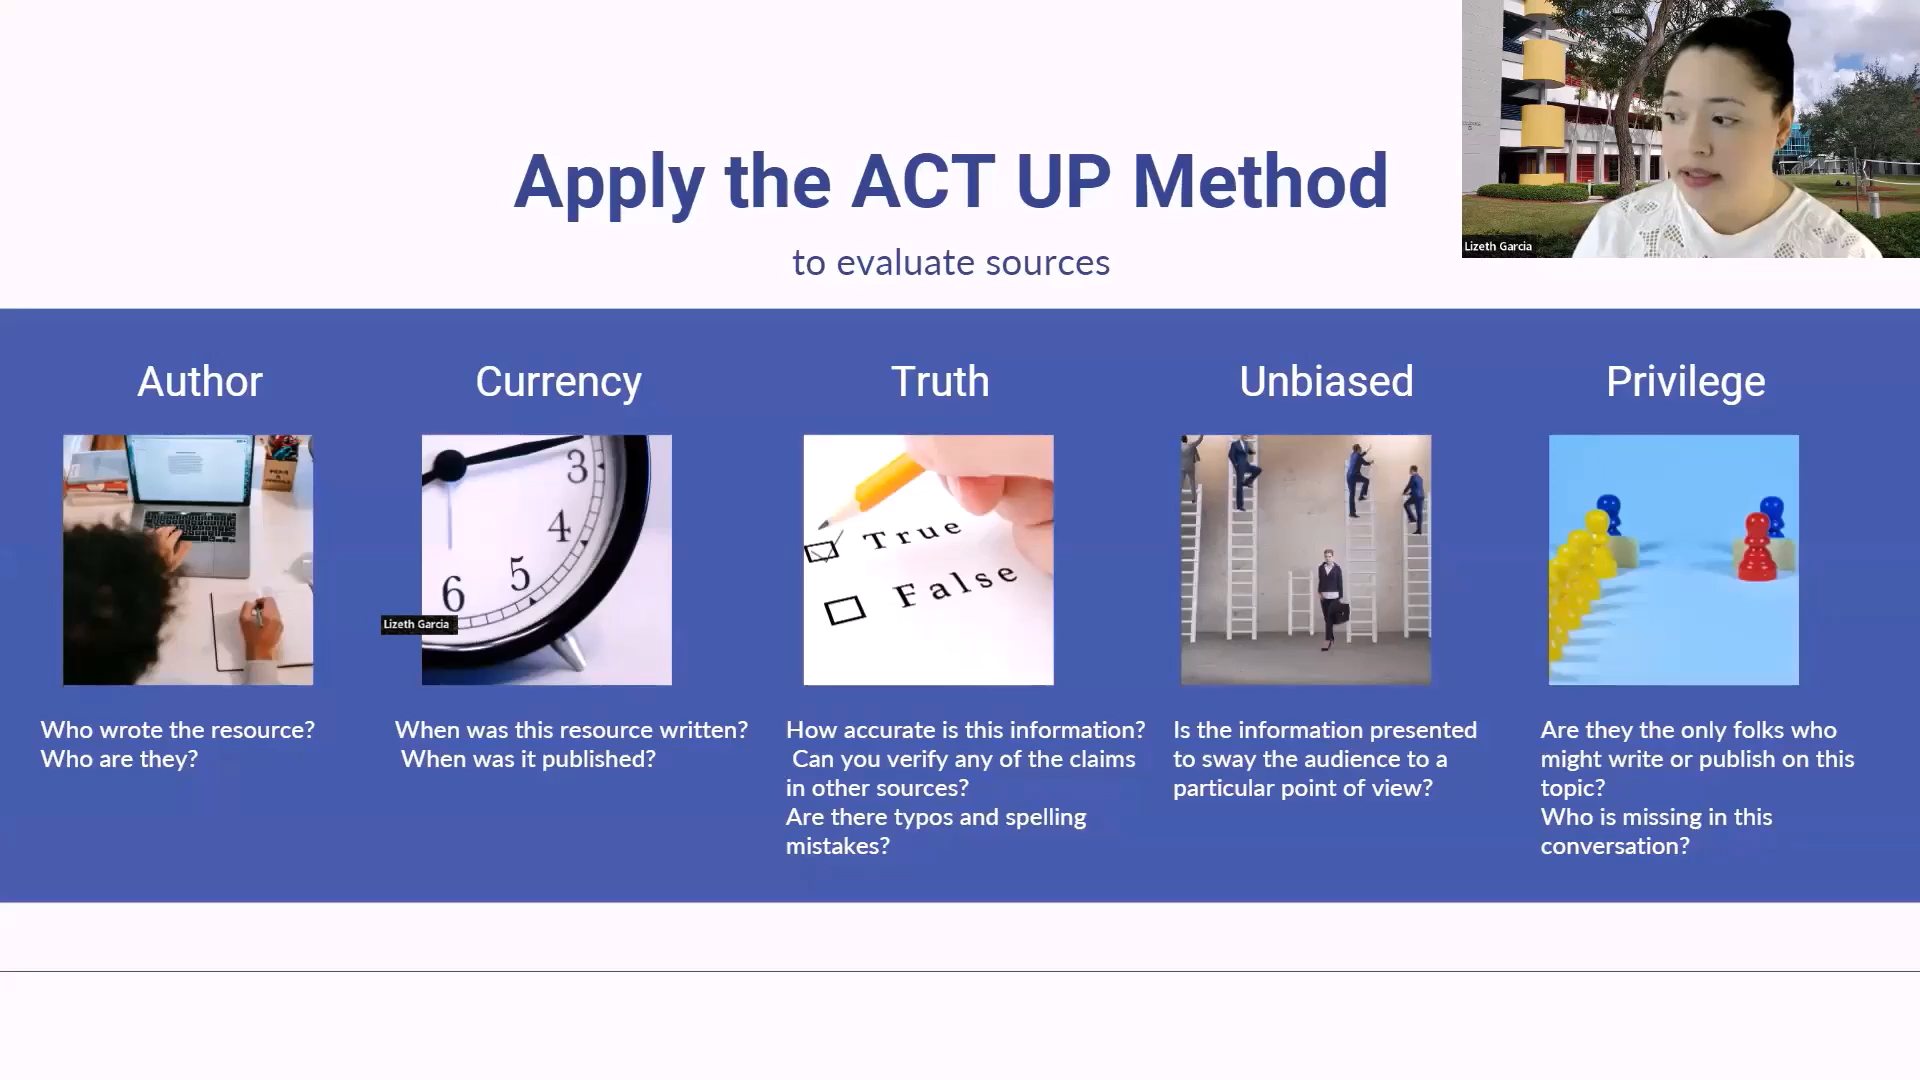 Apply the ACT UP Method
to evaluate sources
Lizeth Garcia
Author
Currency
Truth
Unbiased
Privilege
3
4
5
6
True
False
Lizeth Garcia
Who wrote the resource?
Who are they?
When was this resource written?
When was it published?
How accurate is this information?
Can you verify any of the claims
in other sources?
Are there typos and spelling
mistakes?
Is the information presented
to sway the audience to a
particular point of view?
Are they the only folks who
might write or publish on this
topic?
Who is missing in this
conversation?